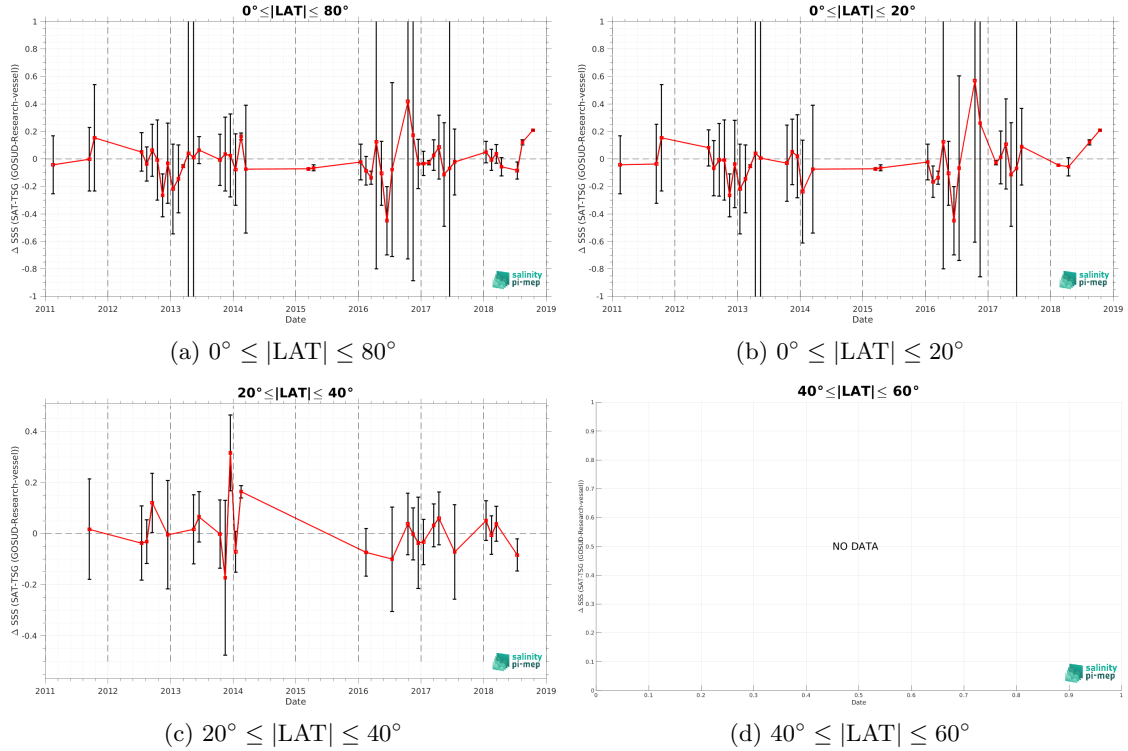 0°≤|LAT|≤ 80°
Δ SSS (SAT-TSG (GOSUD-Research-vessel))
1
0.8
0.6
0.4
0.2
0
-0.2
-0.4
-0.6
-0.8
-1
2011 2012 2013 2014 2015 2016 2017 2018 2019
Date
salinity
pi-mep
(a) 0° ≤ |LAT| ≤ 80°
0°≤|LAT|≤ 20°
Δ SSS (SAT-TSG (GOSUD-Research-vessel))
1
0.8
0.6
0.4
0.2
0
-0.2
-0.4
-0.6
-0.8
-1
2011 2012 2013 2014 2015 2016 2017 2018 2019
Date
salinity
pi-mep
(b) 0° ≤ |LAT| ≤ 20°
20°≤|LAT|≤ 40°
Δ SSS (SAT-TSG (GOSUD-Research-vessel))
0.4
0.2
0
-0.2
-0.4
2011 2012 2013 2014 2015 2016 2017 2018 2019
Date
salinity
pi-mep
(c) 20° ≤ |LAT| ≤ 40°
40°≤|LAT|≤ 60°
Δ SSS (SAT-TSG (GOSUD-Research-vessel))
1
0.9
0.8
0.7
0.6
0.5
0.4
0.3
0.2
0.1
0
NO DATA
0 0.1 0.2 0.3 0.4 0.5 0.6 0.7 0.8 0.9 1
Date
salinity
pi-mep
(d) 40° ≤ |LAT| ≤ 60°